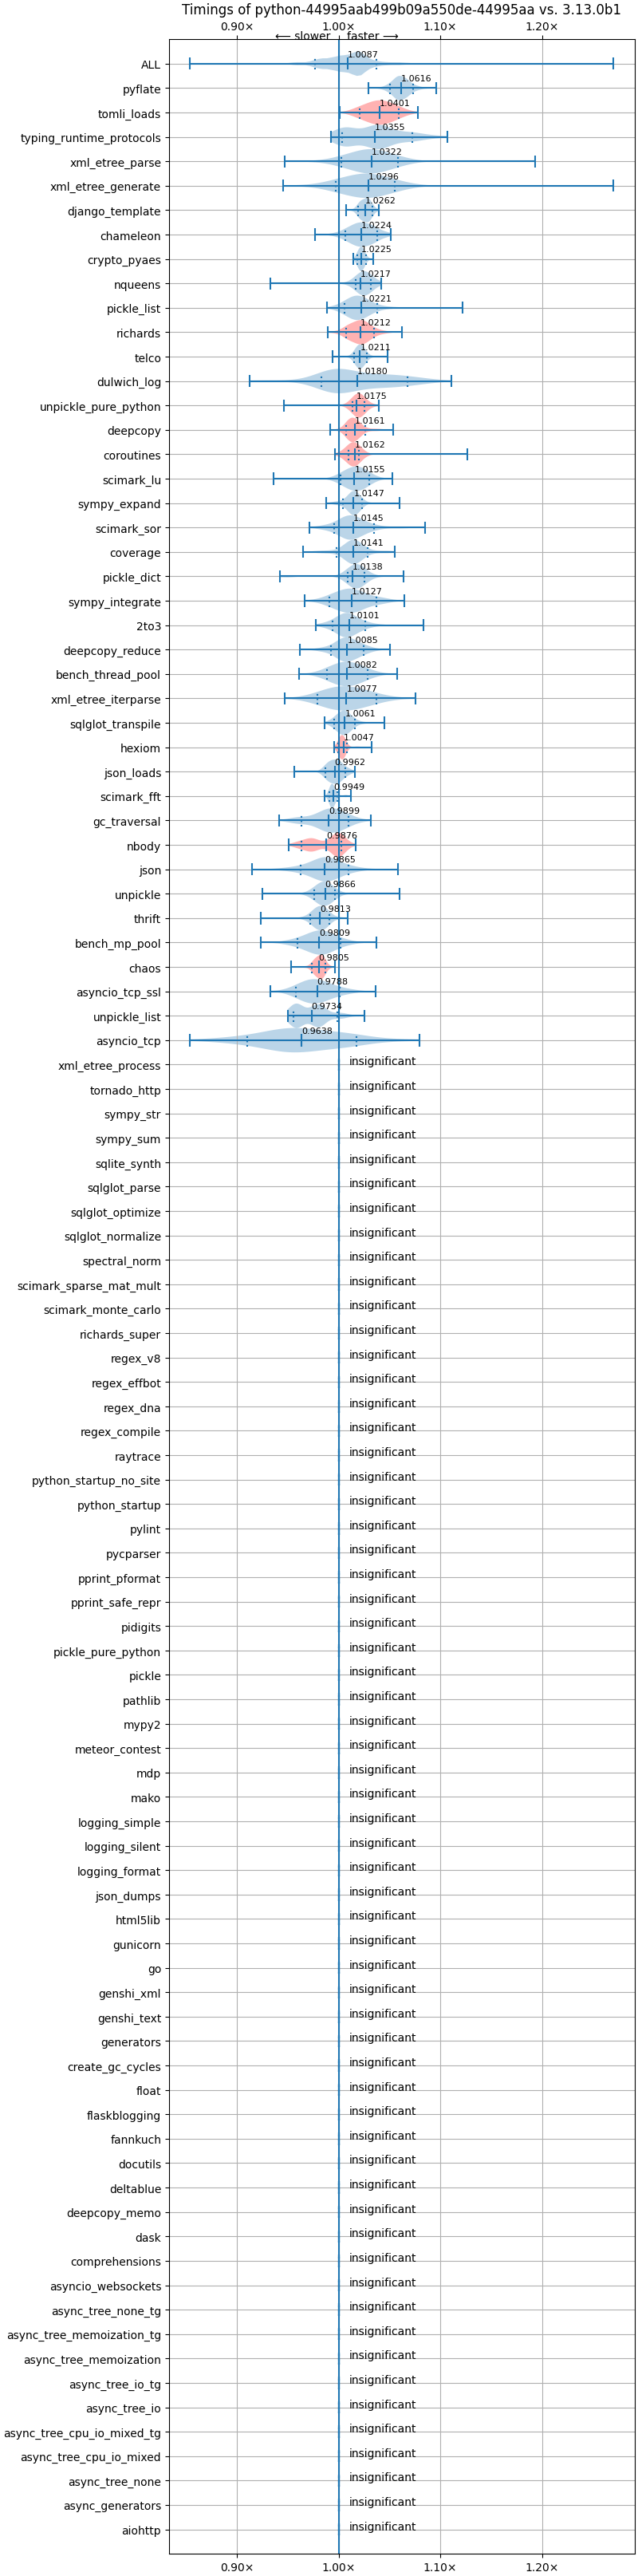 Timings of python-44995aab499b09a550de-44995aa vs. 3.13.0b1
0.90× 1.00× 1.10× 1.20×
⟵ slower faster ⟶
ALL 1.0087
pyflate 1.0616
tomli_loads 1.0401
typing_runtime_protocols 1.0355
xml_etree_parse 1.0322
xml_etree_generate 1.0296
django_template 1.0262
chameleon 1.0224
crypto_pyaes 1.0225
nqueens 1.0217
pickle_list 1.0221
richards 1.0212
telco 1.0211
dulwich_log 1.0180
unpickle_pure_python 1.0175
deepcopy 1.0161
coroutines 1.0162
scimark_lu 1.0155
sympy_expand 1.0147
scimark_sor 1.0145
coverage 1.0141
pickle_dict 1.0138
sympy_integrate 1.0127
2to3 1.0101
deepcopy_reduce 1.0085
bench_thread_pool 1.0082
xml_etree_iterparse 1.0077
sqlglot_transpile 1.0061
hexiom 1.0047
json_loads 0.9962
scimark_fft 0.9949
gc_traversal 0.9899
nbody 0.9876
json 0.9865
unpickle 0.9866
thrift 0.9813
bench_mp_pool 0.9809
chaos 0.9805
asyncio_tcp_ssl 0.9788
unpickle_list 0.9734
asyncio_tcp 0.9638
xml_etree_process insignificant
tornado_http insignificant
sympy_str insignificant
sympy_sum insignificant
sqlite_synth insignificant
sqlglot_parse insignificant
sqlglot_optimize insignificant
sqlglot_normalize insignificant
spectral_norm insignificant
scimark_sparse_mat_mult insignificant
scimark_monte_carlo insignificant
richards_super insignificant
regex_v8 insignificant
regex_effbot insignificant
regex_dna insignificant
regex_compile insignificant
raytrace insignificant
python_startup_no_site insignificant
python_startup insignificant
pylint insignificant
pycparser insignificant
pprint_pformat insignificant
pprint_safe_repr insignificant
pidigits insignificant
pickle_pure_python insignificant
pickle insignificant
pathlib insignificant
mypy2 insignificant
meteor_contest insignificant
mdp insignificant
mako insignificant
logging_simple insignificant
logging_silent insignificant
logging_format insignificant
json_dumps insignificant
html5lib insignificant
gunicorn insignificant
go insignificant
genshi_xml insignificant
genshi_text insignificant
generators insignificant
create_gc_cycles insignificant
float insignificant
flaskblogging insignificant
fannkuch insignificant
docutils insignificant
deltablue insignificant
deepcopy_memo insignificant
dask insignificant
comprehensions insignificant
asyncio_websockets insignificant
async_tree_none_tg insignificant
async_tree_memoization_tg insignificant
async_tree_memoization insignificant
async_tree_io_tg insignificant
async_tree_io insignificant
async_tree_cpu_io_mixed_tg insignificant
async_tree_cpu_io_mixed insignificant
async_tree_none insignificant
async_generators insignificant
aiohttp insignificant
0.90× 1.00× 1.10× 1.20×